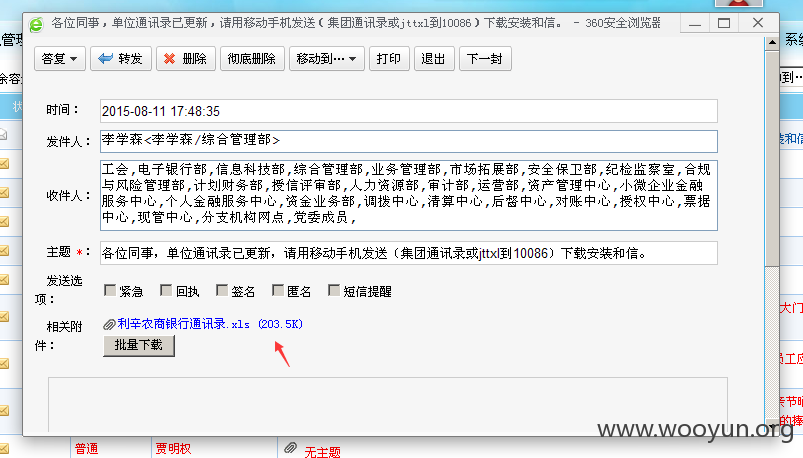 各位同事，单位通讯录已更新，请用移动手机发送（集团通讯录或jttxl到10086）下载安装和信。 - 360安全浏览器
管理
系统
答复 转发 删除 彻底删除 移动到… 打印 退出 下一封
余容
状
时间： 2015-08-11 17:48:35
发件人： 李学森<李学森/综合管理部>
收件人： 工会,电子银行部,信息科技部,综合管理部,业务管理部,市场拓展部,安全保卫部,纪检监察室,合规
与风险管理部,计划财务部,授信评审部,人力资源部,审计部,运营部,资产管理中心,小微企业金融
服务中心,个人金融服务中心,资金业务部,调拨中心,清算中心,后督中心,对账中心,授权中心,票据
中心,现管中心,分支机构网点,党委成员,
主题 *： 各位同事，单位通讯录已更新，请用移动手机发送（集团通讯录或jttxl到10086）下载安装和信。
发送选
项： 紧急 回执 签名 匿名 短信提醒
相关附
件： 利辛农商银行通讯录.xls (203.5K)
批量下载
大门
员工应
的捧
www.wooyun.org
普通 贾明权 无主题